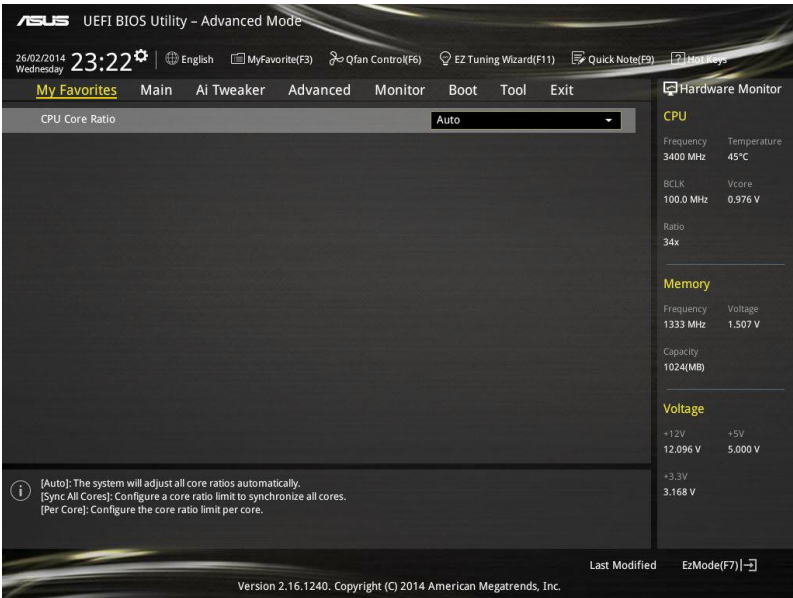 ASUS UEFI BIOS Utility – Advanced Mode
26/02/2014
Wednesday
23:22
English MyFavorite(F3) Qfan Control(F6) EZ Tuning Wizard(F11) Quick Note(F9) ? Hot Keys
My Favorites Main Ai Tweaker Advanced Monitor Boot Tool Exit
CPU Core Ratio Auto
Hardware Monitor
CPU
Frequency Temperature
3400 MHz 45°C
BCLK Vcore
100.0 MHz 0.976 V
Ratio
34x
Memory
Frequency Voltage
1333 MHz 1.507 V
Capacity
1024(MB)
Voltage
+12V +5V
12.096 V 5.000 V
+3.3V
3.168 V
[Auto]: The system will adjust all core ratios automatically.
[Sync All Cores]: Configure a core ratio limit to synchronize all cores.
[Per Core]: Configure the core ratio limit per core.
Last Modified EzMode(F7)
Version 2.16.1240. Copyright (C) 2014 American Megatrends, Inc.